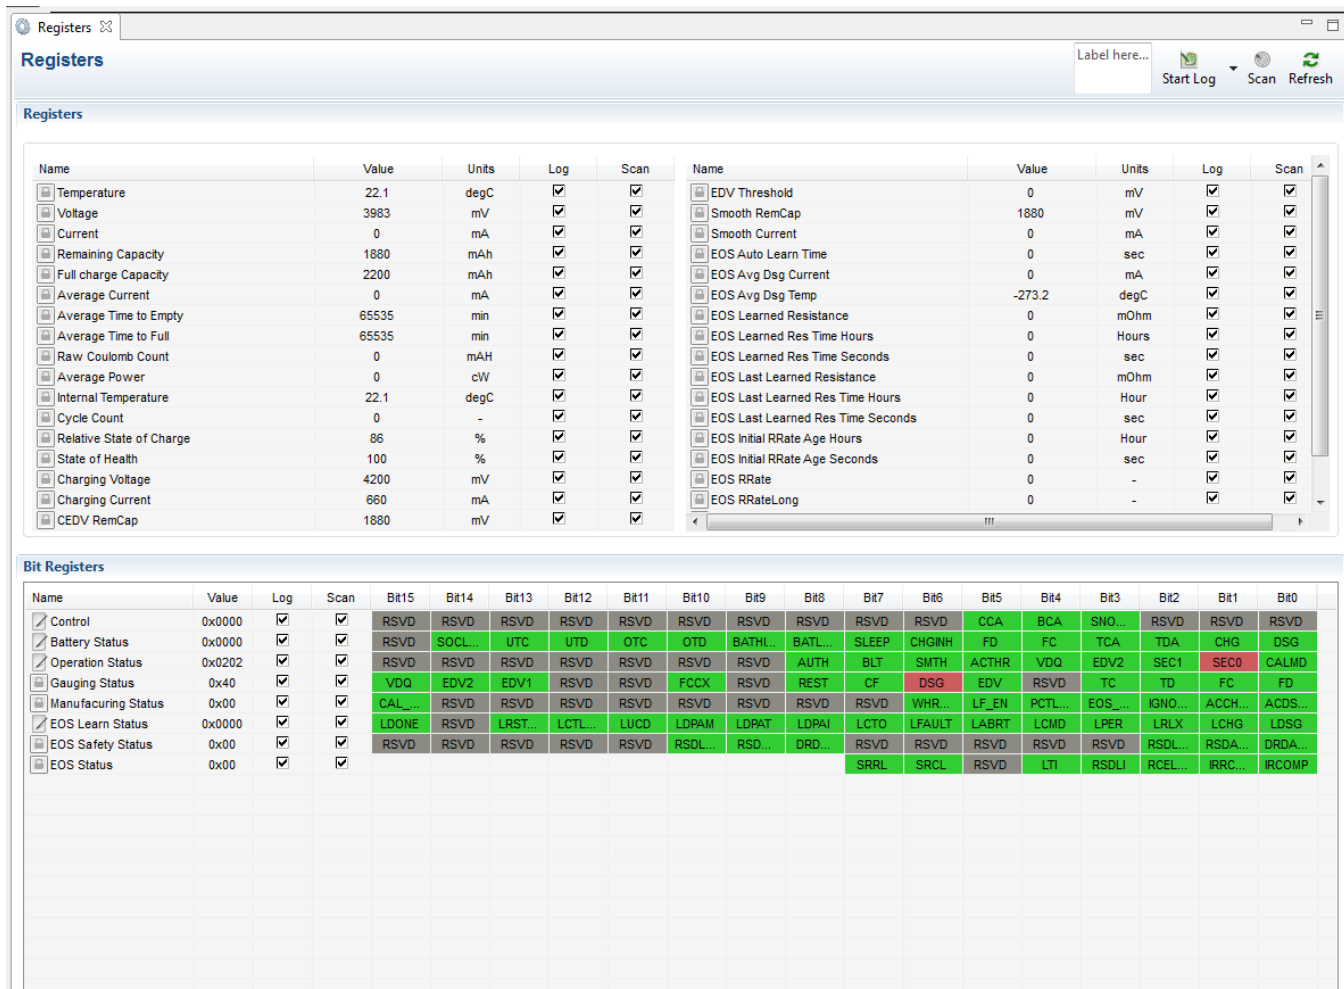 Registers
Registers
Label here...
Start Log
Scan
Refresh
Registers
Name Value Units Log Scan
Temperature 22.1 degC
Voltage 3983 mV
Current 0 mA
Remaining Capacity 1880 mAh
Full charge Capacity 2200 mAh
Average Current 0 mA
Average Time to Empty 65535 min
Average Time to Full 65535 min
Raw Coulomb Count 0 mAH
Average Power 0 cW
Internal Temperature 22.1 degC
Cycle Count 0 -
Relative State of Charge 86 %
State of Health 100 %
Charging Voltage 4200 mV
Charging Current 660 mA
CEDV RemCap 1880 mV
Name Value Units Log Scan
EDV Threshold 0 mV
Smooth RemCap 1880 mV
Smooth Current 0 mA
EOS Auto Learn Time 0 sec
EOS Avg Dsg Current 0 mA
EOS Avg Dsg Temp -273.2 degC
EOS Learned Resistance 0 mOhm
EOS Learned Res Time Hours 0 Hours
EOS Learned Res Time Seconds 0 sec
EOS Last Learned Resistance 0 mOhm
EOS Last Learned Res Time Hours 0 Hour
EOS Last Learned Res Time Seconds 0 sec
EOS Initial RRate Age Hours 0 Hour
EOS Initial RRate Age Seconds 0 sec
EOS RRate 0 -
EOS RRateLong 0 -
Bit Registers
Name Value Log Scan Bit15 Bit14 Bit13 Bit12 Bit11 Bit10 Bit9 Bit8 Bit7 Bit6 Bit5 Bit4 Bit3 Bit2 Bit1 Bit0
Control 0x0000 RSVD RSVD RSVD RSVD RSVD RSVD RSVD RSVD RSVD RSVD CCA BCA SNO... RSVD RSVD RSVD
Battery Status 0x0000 RSVD SOCL... UTC UTD OTC OTD BATHI... BATL... SLEEP CHGINH FD FC TCA TDA CHG DSG
Operation Status 0x0202 RSVD RSVD RSVD RSVD RSVD RSVD RSVD AUTH BLT SMTH ACTHR VDQ EDV2 SEC1 SEC0 CALMD
Gauging Status 0x40 VDQ EDV2 EDV1 RSVD RSVD FCCX RSVD REST CF DSG EDV RSVD TC TD FC FD
Manufacuring Status 0x00 CAL_... RSVD RSVD RSVD RSVD RSVD RSVD RSVD RSVD WHR... LF_EN PCTL... EOS_... IGNO... ACCH... ACDS...
EOS Learn Status 0x0000 LDONE RSVD LRST... LCTL... LUCD LDPAM LDPAT LDPAI LCTO LFAULT LABRT LCMD LPER LRLX LCHG LDSG
EOS Safety Status 0x00 RSVD RSVD RSVD RSVD RSVD RSDL... RSD... DRD... RSVD RSVD RSVD RSVD RSVD RSDL... RSDA... DRDA...
EOS Status 0x00 SRRL SRCL RSVD LTI RSDLI RCEL... IRRC... IRCOMP